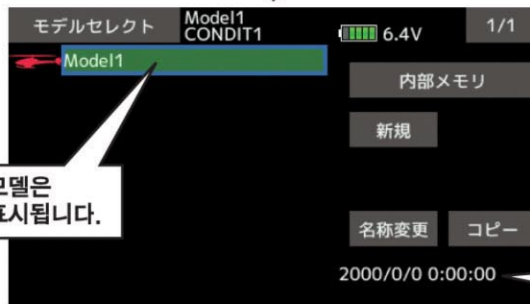 モデルセレクト
Model1
CONDIT1
6.4V
1/1
Model1
内部メモリ
新規
모델은
표시됩니다.
名称変更
コピー
2000/0/0 0:00:00